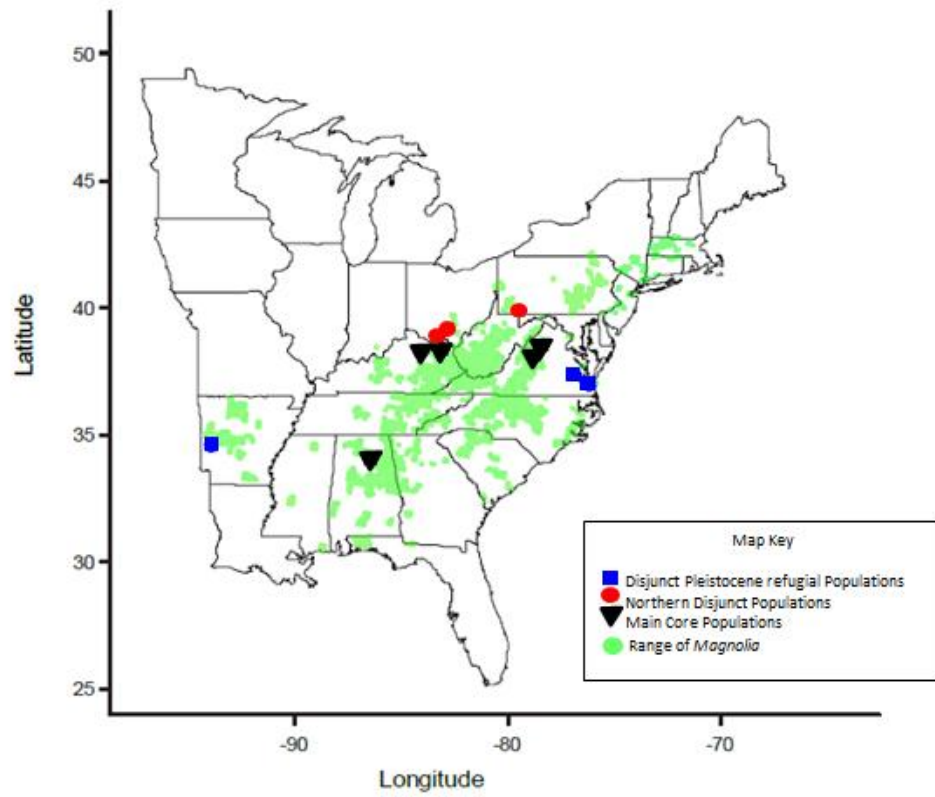 50
45
40
35
30
25
Latitude
-90
-80
-70
Longitude
Map Key
Disjunct Pleistocene refugial Populations
Northern Disjunct Populations
Main Core Populations
Range of Magnolia